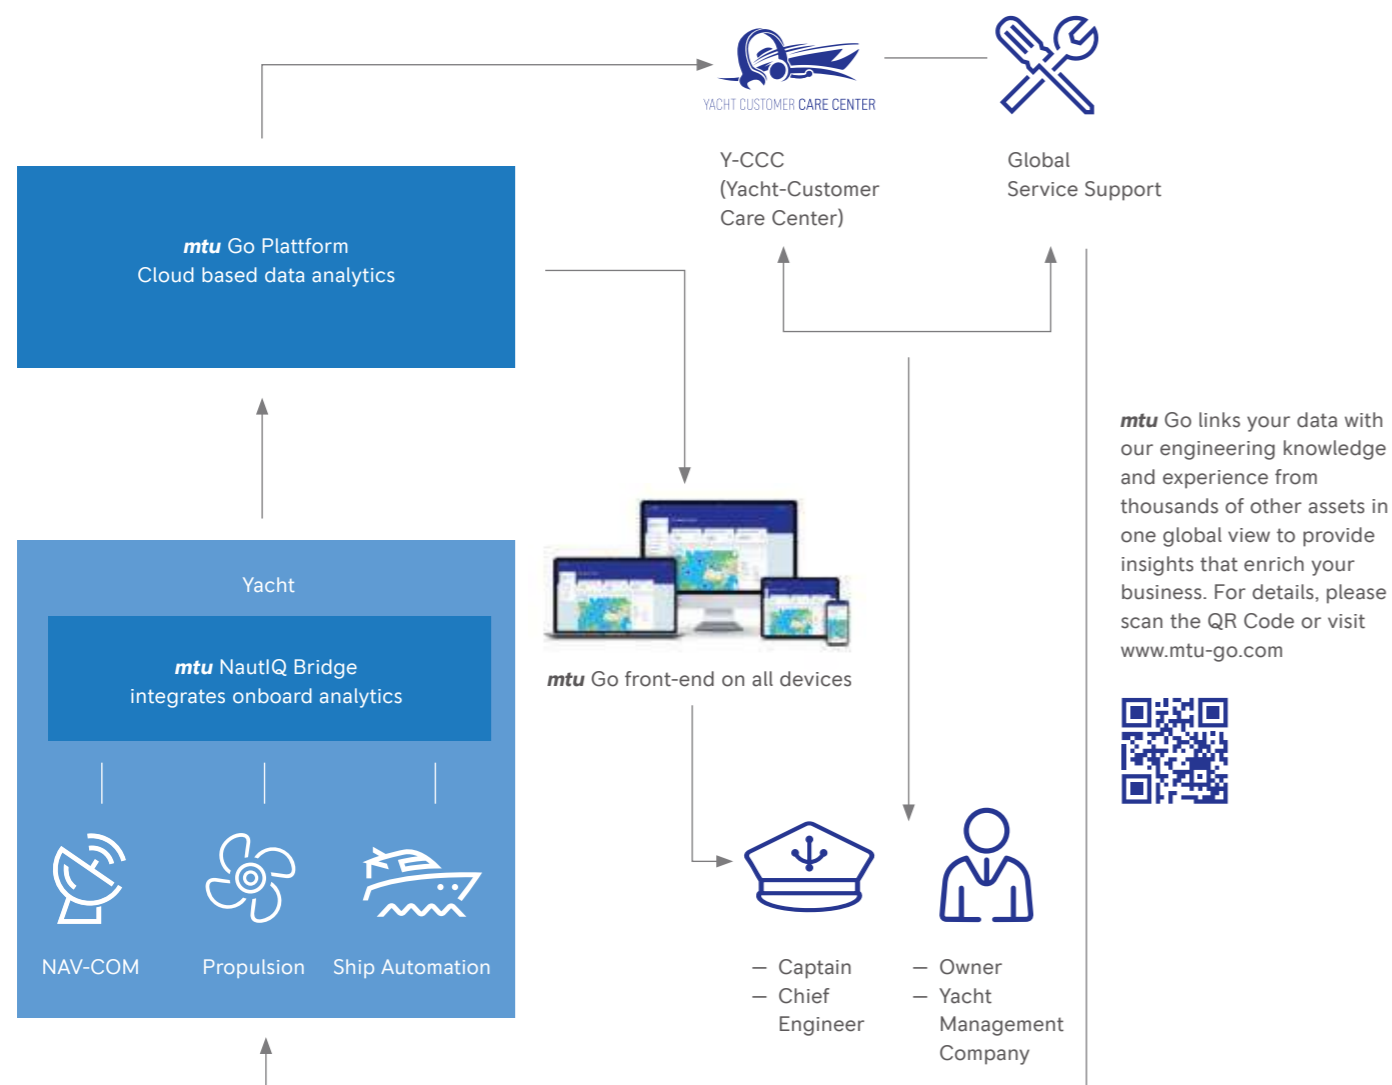 YACHT CUSTOMER CARE CENTER
Y-CCC
(Yacht-Customer
Care Center)
Global
Service Support
mtu Go Plattform
Cloud based data analytics
mtu Go links your data with
our engineering knowledge
and experience from
thousands of other assets in
one global view to provide
insights that enrich your
business. For details, please
scan the QR Code or visit
www.mtu-go.com
Yacht
mtu NautIQ Bridge
integrates onboard analytics
mtu Go front-end on all devices
NAV-COM
Propulsion
Ship Automation
— Captain
— Chief
Engineer
— Owner
— Yacht
Management
Company